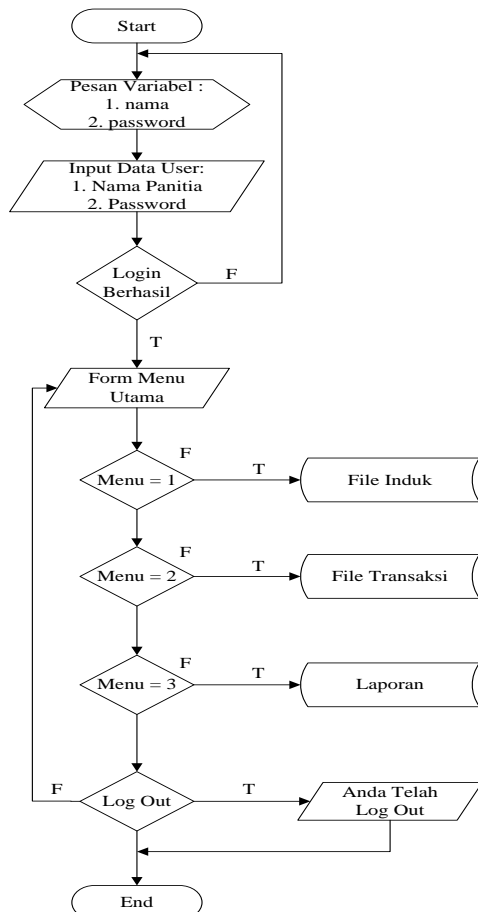 Start
Pesan Variabel :
1. nama
2. password
Input Data User:
1. Nama Panitia
2. Password
Login
Berhasil
F
T
Form Menu
Utama
F
Menu = 1
T
File Induk
F
Menu = 2
T
File Transaksi
F
Menu = 3
T
Laporan
F
Log Out
T
Anda Telah
Log Out
End